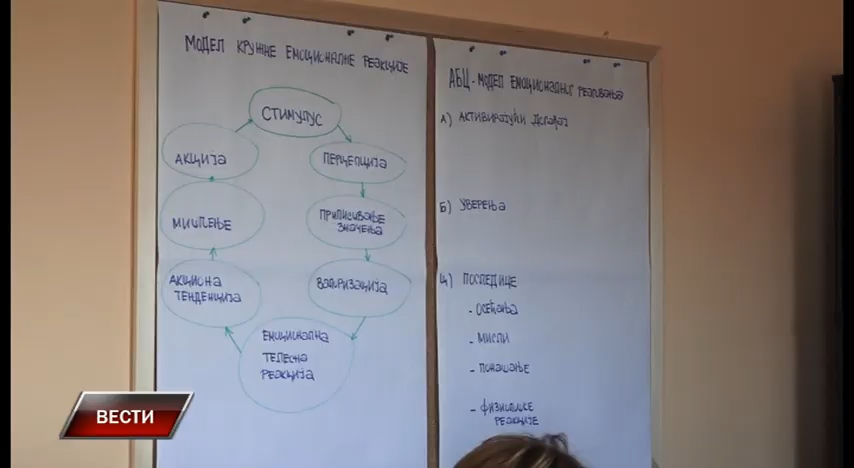 МОДЕЛ КРУЖНЕ ЕМОЦИОНАЛНЕ РЕАКЦИЈЕ
СТИМУЛУС
ПЕРЦЕПЦИЈА
ПРИПИСИВАЊЕ
ЗНАЧЕЊА
ВАЛОРИЗАЦИЈА
ЕМОЦИОНАЛНА
ТЕЛЕСНА
РЕАКЦИЈА
АКЦИОНА
ТЕНДЕНЦИЈА
МИШЉЕЊЕ
АКЦИЈА
АБЦ - МОДЕЛ ЕМОЦИОНАЛНОГ РЕАГОВАЊА
А) АКТИВИРАЈУЋИ ДОГАЂАЈ
Б) УВЕРЕЊА
Ц) ПОСЛЕДИЦЕ
- ОСЕЋАЊА
- МИСЛИ
- ПОНАШАЊЕ
- ФИЗИОЛОШКЕ
РЕАКЦИЈЕ
ВЕСТИ